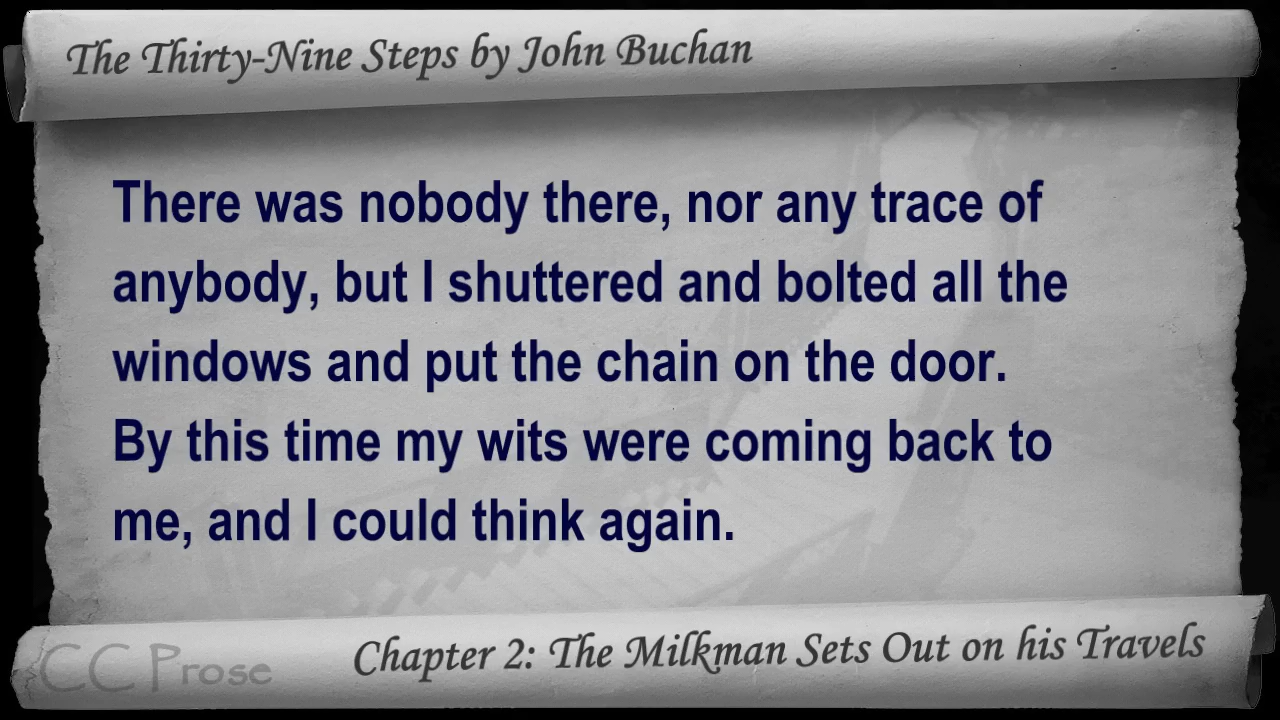 The Thirty-Nine Steps by John Buchan
There was nobody there, nor any trace of
anybody, but I shuttered and bolted all the
windows and put the chain on the door.
By this time my wits were coming back to
me, and I could think again.
CC Prose
Chapter 2: The Milkman Sets Out on his Travels